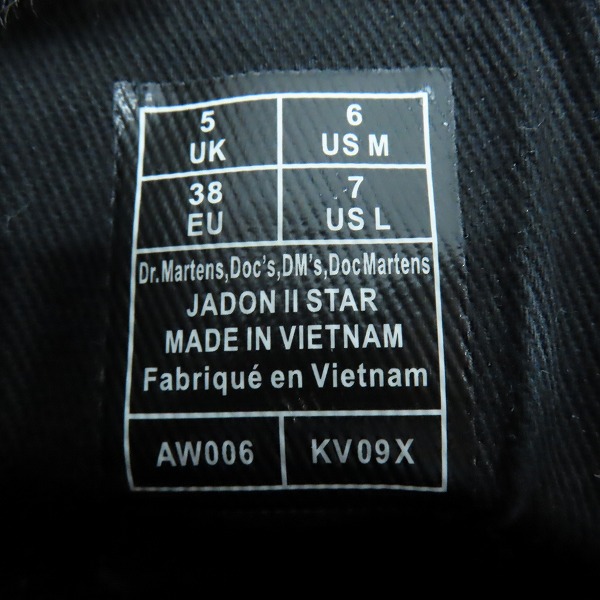 5 6
UK US M
38 7
EU US L
Dr.Martens,Doc's,DM's,DocMartens
JADON II STAR
MADE IN VIETNAM
Fabriqué en Vietnam
AW006 KV09X